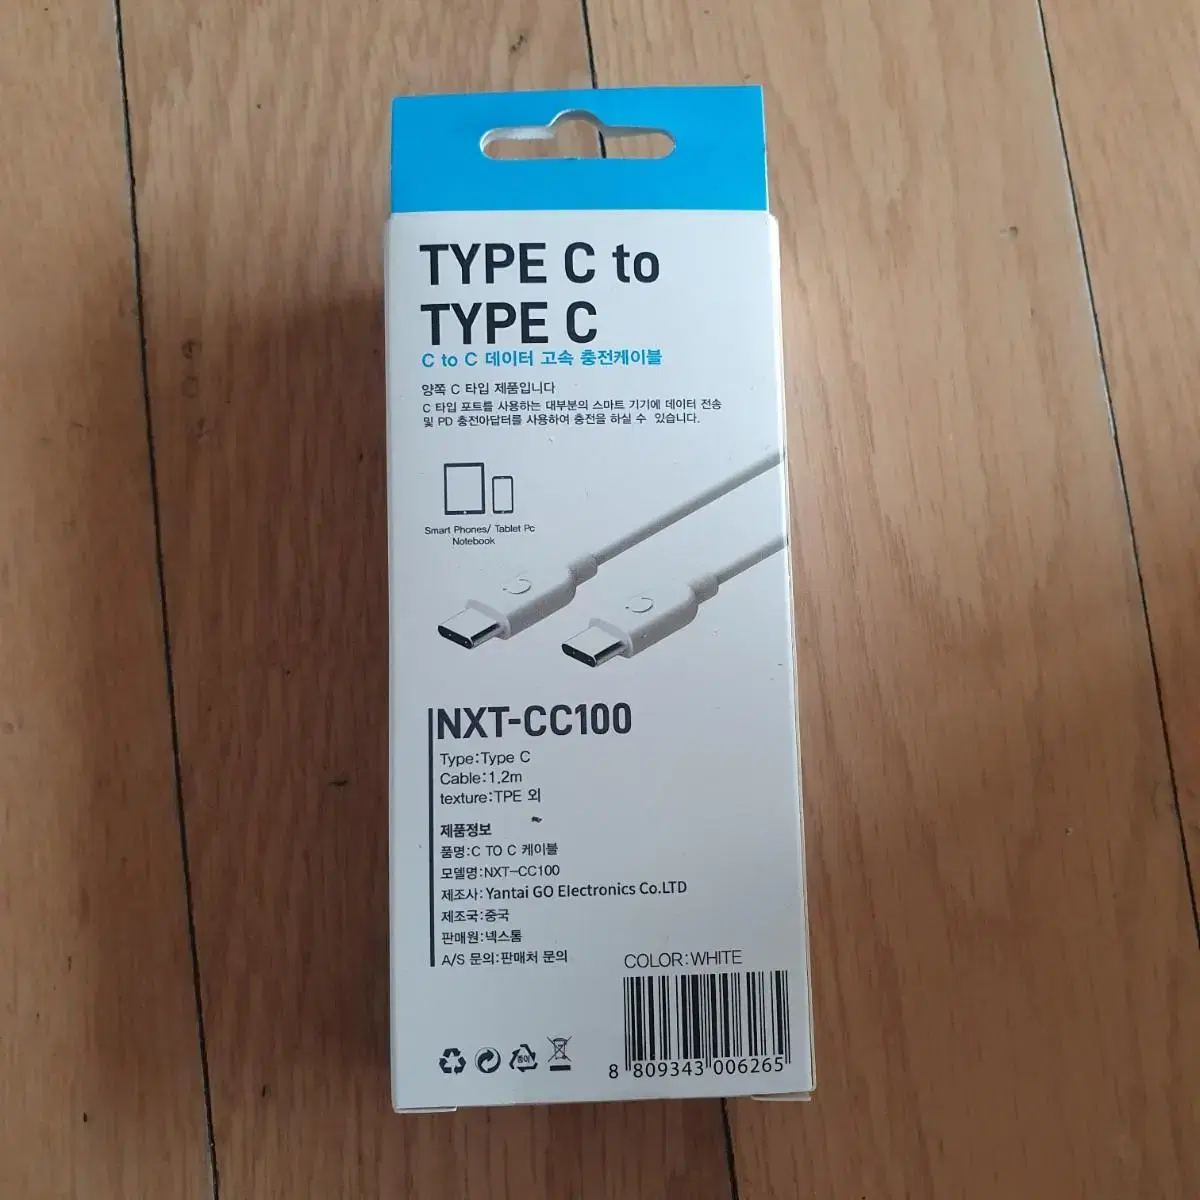 TYPE C to
TYPE C
C to C 데이터 고속 충전케이블
양쪽 C 타입 제품입니다
C 타입 포트를 사용하는 대부분의 스마트 기기에 데이터 전송
및 PD 충전아답터를 사용하여 충전을 하실 수 있습니다.
Smart Phones/ Tablet Pc
Notebook
NXT-CC100
Type:Type C
Cable:1.2m
texture:TPE 외
제품정보
품명:C TO C 케이블
모델명:NXT-CC100
제조사:Yantai GO Electronics Co.LTD
제조국:중국
판매원:넥스톰
A/S 문의:판매처 문의
COLOR:WHITE
종이
8 809343 006265